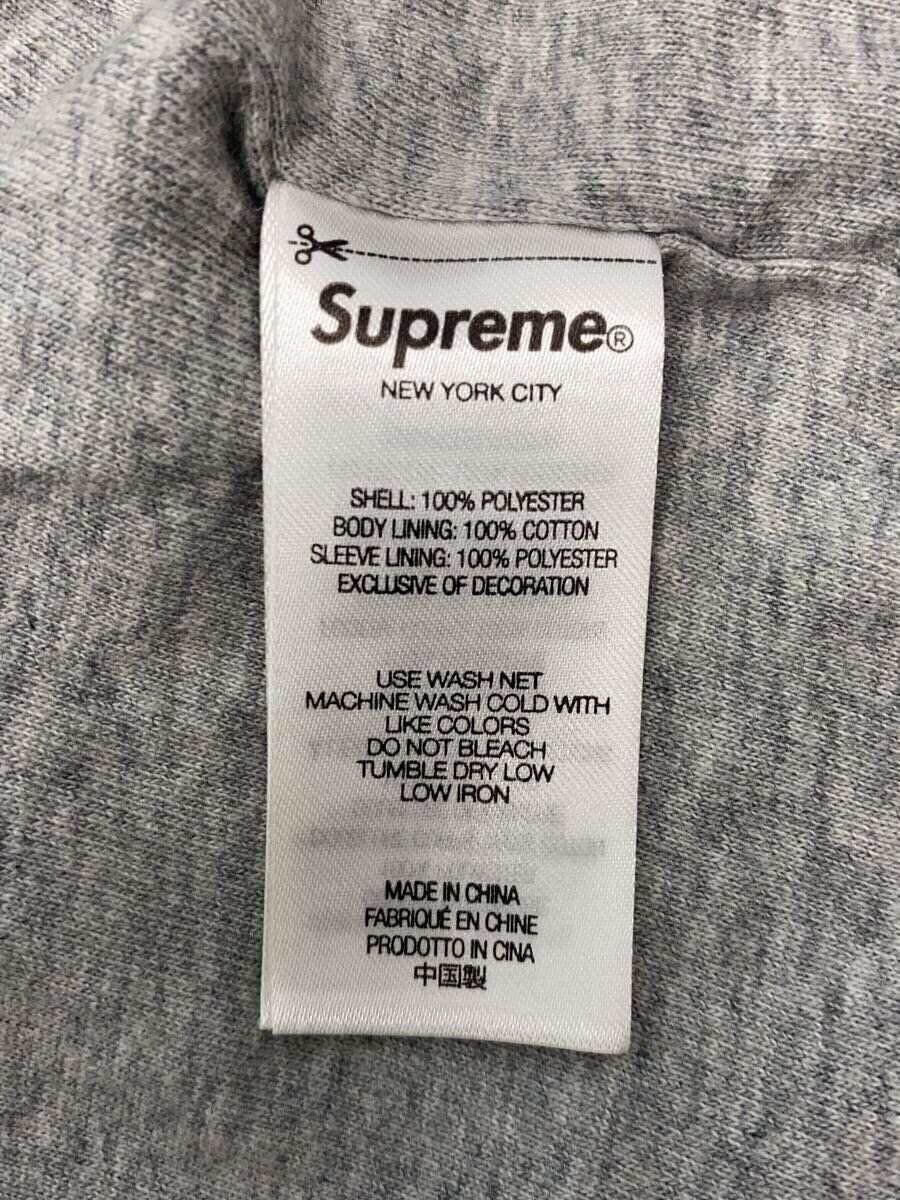 Supreme®
NEW YORK CITY
SHELL: 100% POLYESTER
BODY LINING: 100% COTTON
SLEEVE LINING: 100% POLYESTER
EXCLUSIVE OF DECORATION
USE WASH NET
MACHINE WASH COLD WITH
LIKE COLORS
DO NOT BLEACH
TUMBLE DRY LOW
LOW IRON
MADE IN CHINA
FABRIQUÉ EN CHINE
PRODOTTO IN CINA
中国製